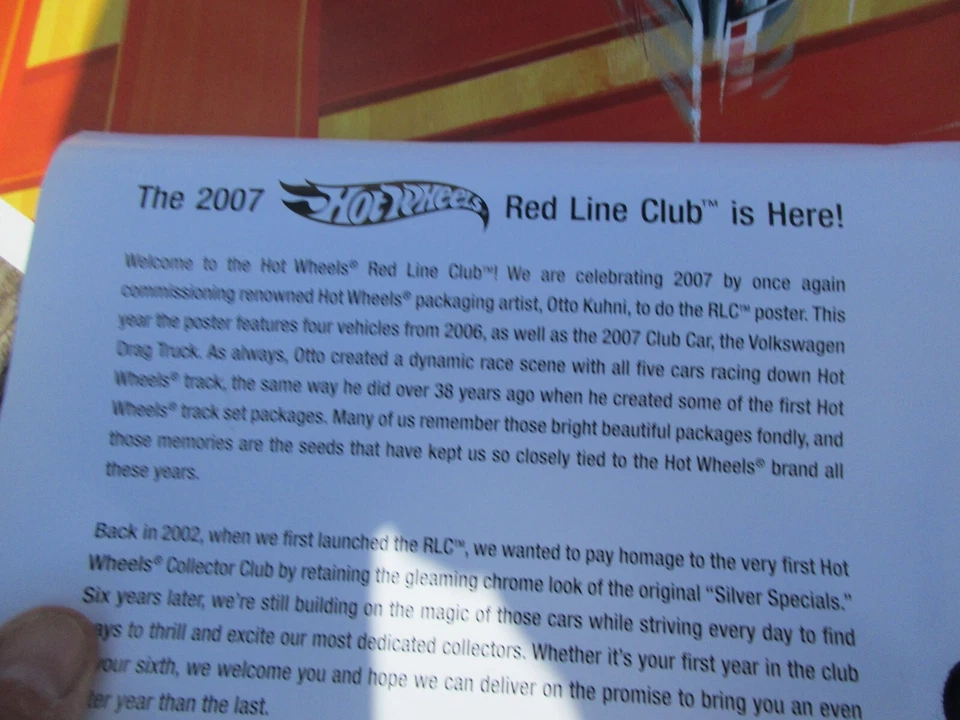 The 2007 Hot Wheels Red Line Club™ is Here!
Welcome to the Hot Wheels® Red Line Club™! We are celebrating 2007 by once again
commissioning renowned Hot Wheels® packaging artist, Otto Kuhni, to do the RLC™ poster. This
year the poster features four vehicles from 2006, as well as the 2007 Club Car, the Volkswagen
Drag Truck. As always, Otto created a dynamic race scene with all five cars racing down Hot
Wheels® track, the same way he did over 38 years ago when he created some of the first Hot
Wheels® track set packages. Many of us remember those bright beautiful packages fondly, and
those memories are the seeds that have kept us so closely tied to the Hot Wheels® brand all
these years.
Back in 2002, when we first launched the RLC™, we wanted to pay homage to the very first Hot
Wheels® Collector Club by retaining the gleaming chrome look of the original “Silver Specials.”
Six years later, we’re still building on the magic of those cars while striving every day to find
ays to thrill and excite our most dedicated collectors. Whether it’s your first year in the club
your sixth, we welcome you and hope we can deliver on the promise to bring you an even
ter year than the last.